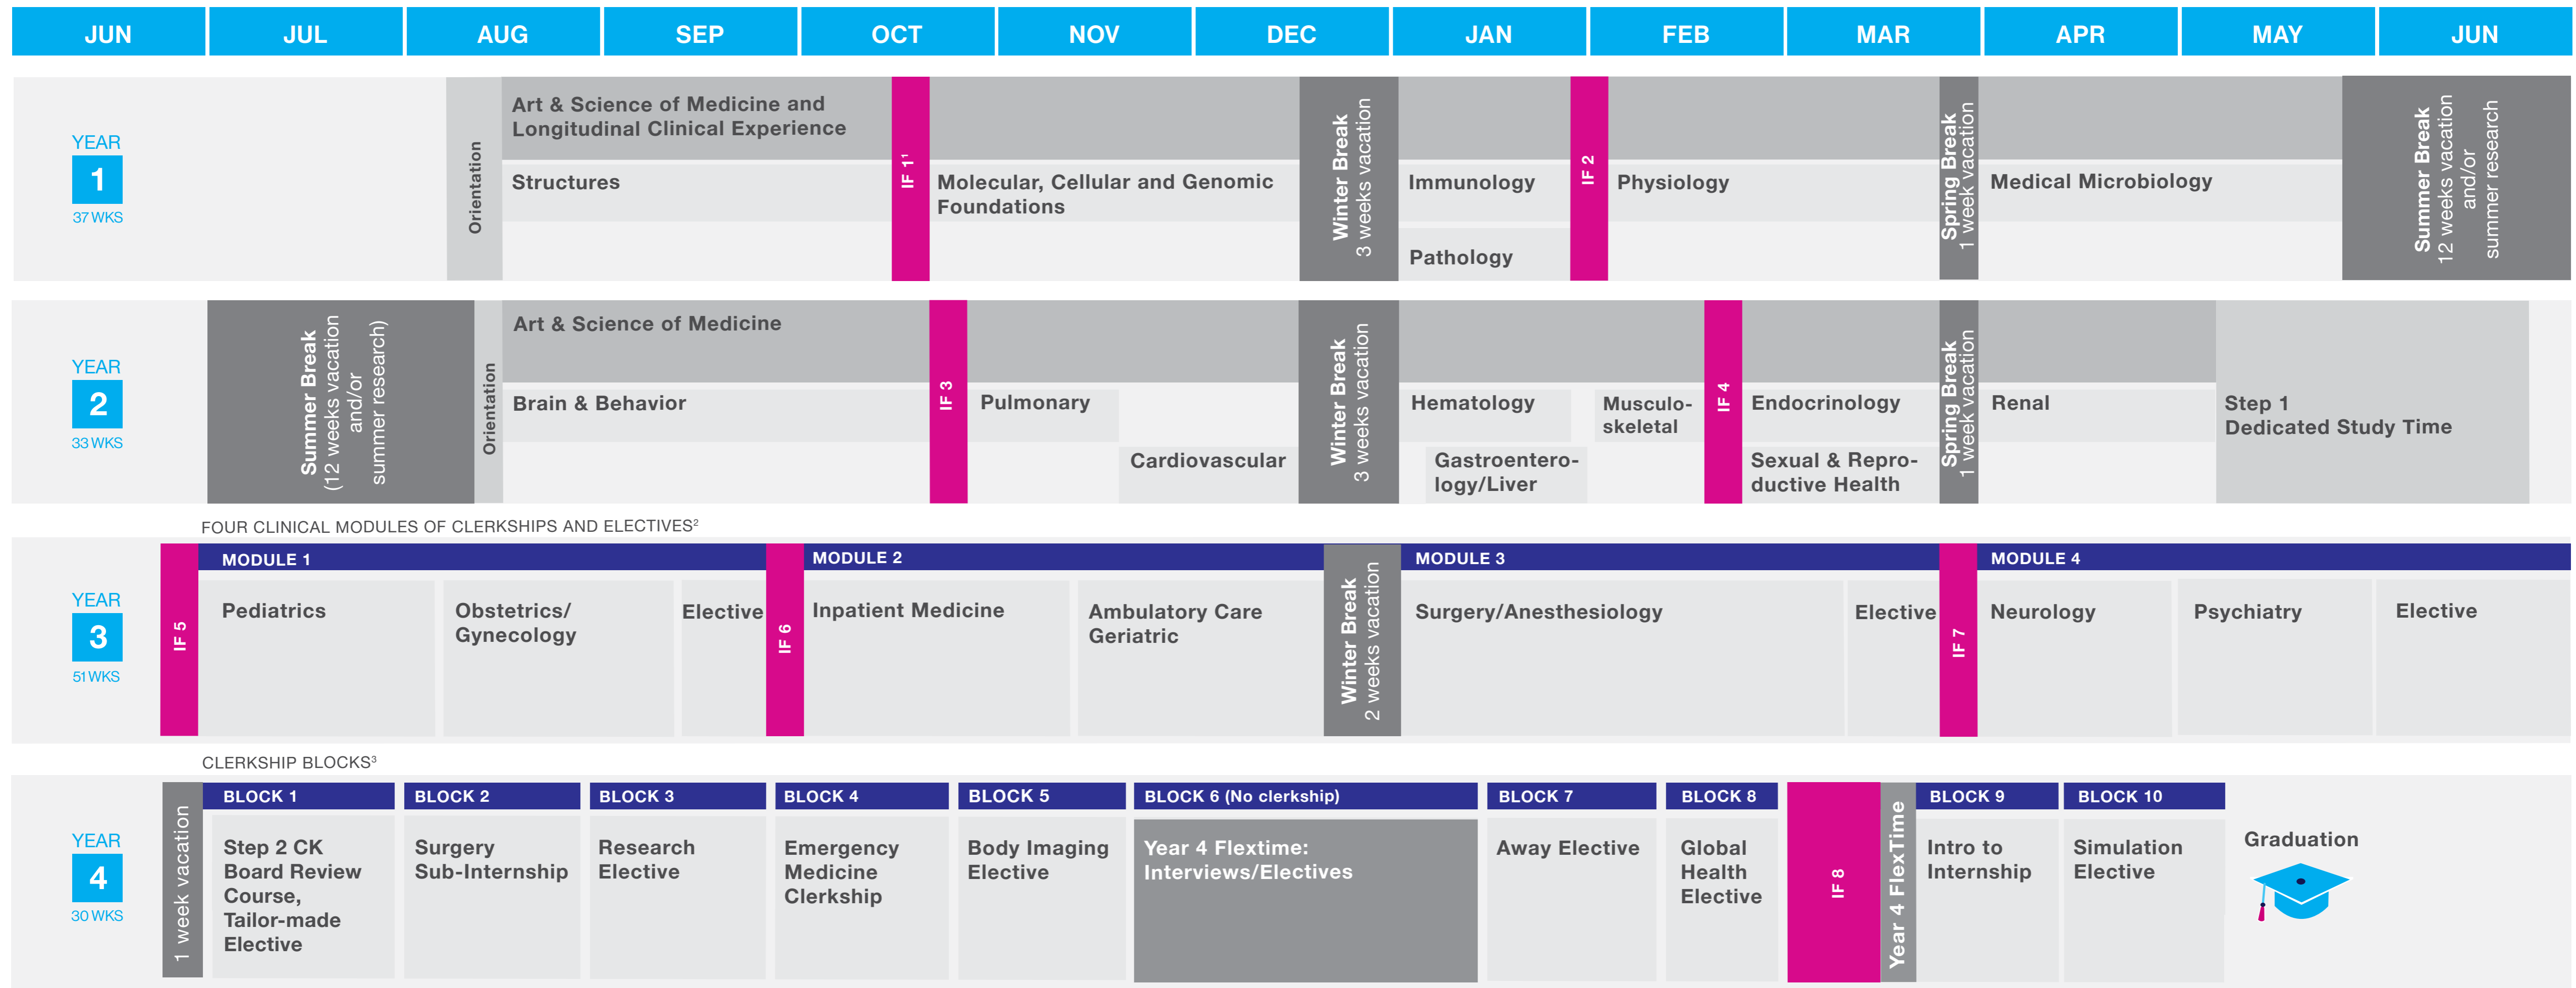 JUN
JUL
AUG
SEP
OCT
NOV
DEC
JAN
FEB
MAR
APR
MAY
JUN
YEAR
1
37 WKS
Orientation
Art & Science of Medicine and
Longitudinal Clinical Experience
Structures
IF 1¹
Molecular, Cellular and Genomic
Foundations
Winter Break
3 weeks vacation
Immunology
Pathology
IF 2
Physiology
Spring Break
1 week vacation
Medical Microbiology
Summer Break
12 weeks vacation
and/or
summer research
YEAR
2
33 WKS
Summer Break
(12 weeks vacation
and/or
summer research)
Orientation
Art & Science of Medicine
Brain & Behavior
IF 3
Pulmonary
Cardiovascular
Winter Break
3 weeks vacation
Hematology
Gastroentero-
logy/Liver
Musculo-
skeletal
IF 4
Endocrinology
Sexual & Repro-
ductive Health
Spring Break
1 week vacation
Renal
Step 1
Dedicated Study Time
FOUR CLINICAL MODULES OF CLERKSHIPS AND ELECTIVES²
YEAR
3
51 WKS
IF 5
MODULE 1
Pediatrics
Obstetrics/
Gynecology
Elective
IF 6
MODULE 2
Inpatient Medicine
Ambulatory Care
Geriatric
Winter Break
2 weeks vacation
MODULE 3
Surgery/Anesthesiology
Elective
IF 7
MODULE 4
Neurology
Psychiatry
Elective
CLERKSHIP BLOCKS³
YEAR
4
30 WKS
1 week vacation
BLOCK 1
Step 2 CK
Board Review
Course,
Tailor-made
Elective
BLOCK 2
Surgery
Sub-Internship
BLOCK 3
Research
Elective
BLOCK 4
Emergency
Medicine
Clerkship
BLOCK 5
Body Imaging
Elective
BLOCK 6 (No clerkship)
Year 4 Flextime:
Interviews/Electives
BLOCK 7
Away Elective
BLOCK 8
Global
Health
Elective
IF 8
Year 4 FlexTime
BLOCK 9
Intro to
Internship
BLOCK 10
Simulation
Elective
Graduation